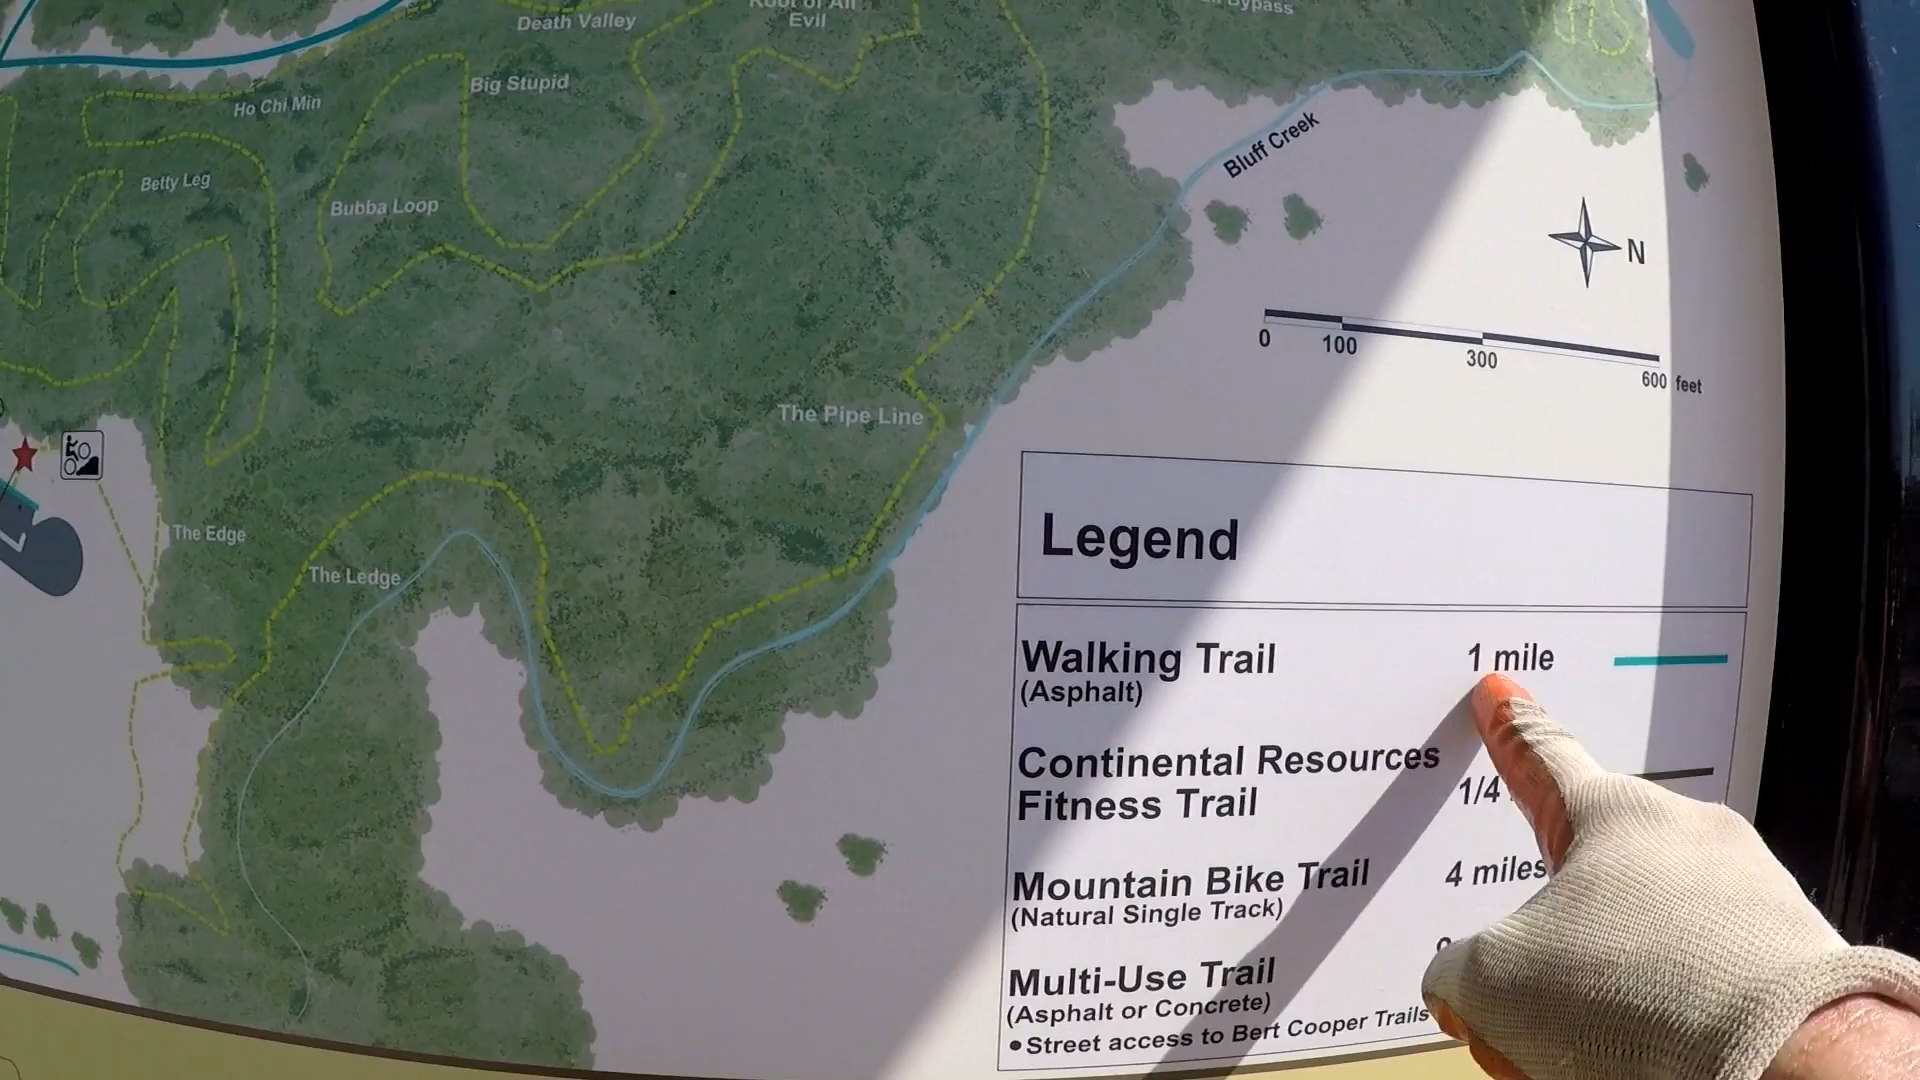 Death Valley
Root of All
Evil
Bypass
Big Stupid
Ho Chi Min
Betty Leg
Bubba Loop
Bluff Creek
N
0 100 300 600 feet
The Pipe Line
The Edge
The Ledge
Legend
Walking Trail 1 mile
(Asphalt)
Continental Resources
Fitness Trail 1/4
Mountain Bike Trail 4 miles
(Natural Single Track)
Multi-Use Trail
(Asphalt or Concrete)
•Street access to Bert Cooper Trails